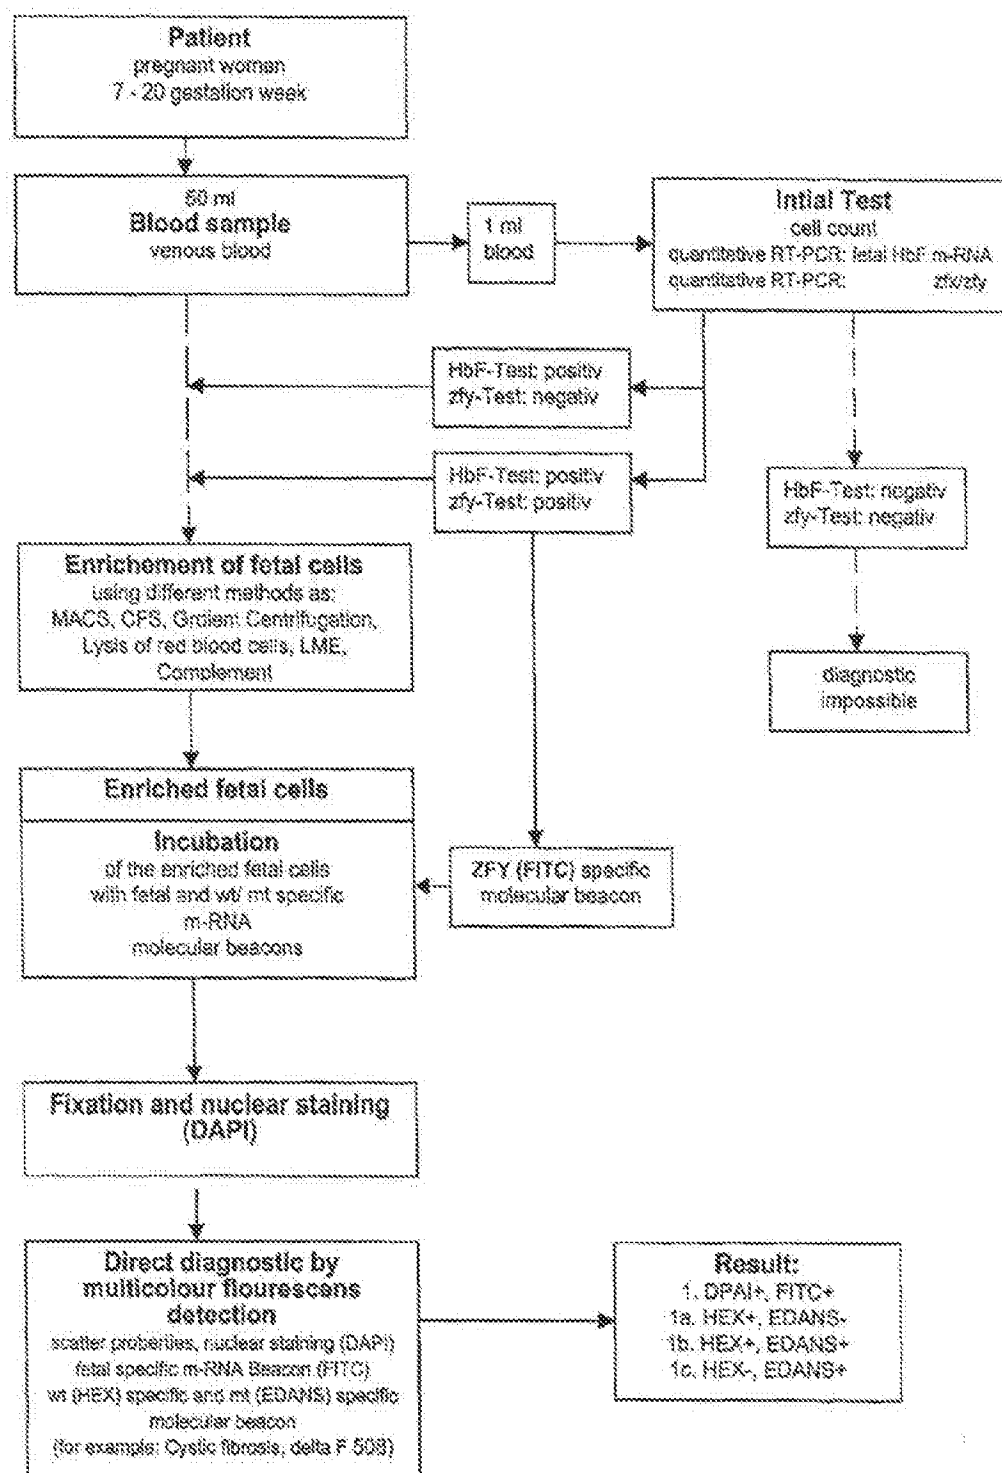 Patient
pregnant woman
7 - 20 gestation week
50 ml
Blood sample
venous blood
1 ml
blood
Intial Test
cell count
quantitative RT-PCR: fetal HbF m-RNA
quantitative RT-PCR: zfx/zfy
HbF-Test: positiv
zfy-Test: negativ
HbF-Test: positiv
zfy-Test: positiv
HbF-Test: negativ
zfy-Test: negativ
diagnostic
impossible
Enrichement of fetal cells
using different methods as:
MACS, CFS, Grdient Centrifugation,
Lysis of red blood cells, LME,
Complement
Enriched fetal cells
Incubation
of the enriched fetal cells
with fetal and wt/ mt specific
m-RNA
molecular beacons
ZFY (FITC) specific
molecular beacon
Fixation and nuclear staining
(DAPI)
Direct diagnostic by
multicolour flourescens
detection
scatter proberties, nuclear staining (DAPI)
fetal specific m-RNA Beacon (FITC)
wt (HEX) specific and mt (EDANS) specific
molecular beacon
(for example: Cystic fibrosis, delta F 508)
Result:
1. DPAI+, FITC+
1a. HEX+, EDANS-
1b. HEX+, EDANS+
1c. HEX-, EDANS+